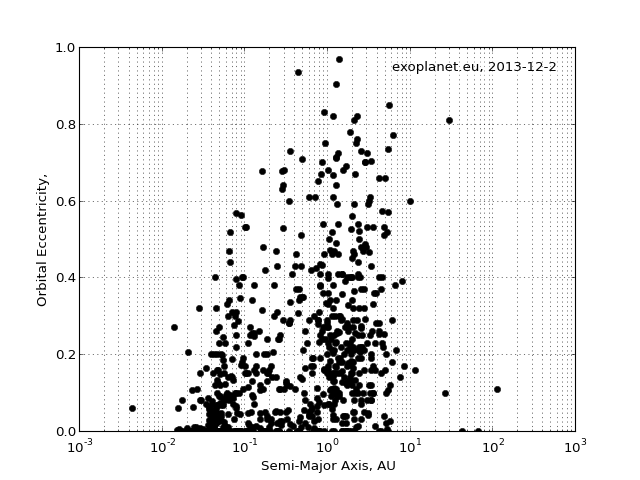 1.0
0.8
0.6
0.4
0.2
0.0
Orbital Eccentricity,
exoplanet.eu, 2013-12-2
10⁻³ 10⁻² 10⁻¹ 10⁰ 10¹ 10² 10³
Semi-Major Axis, AU